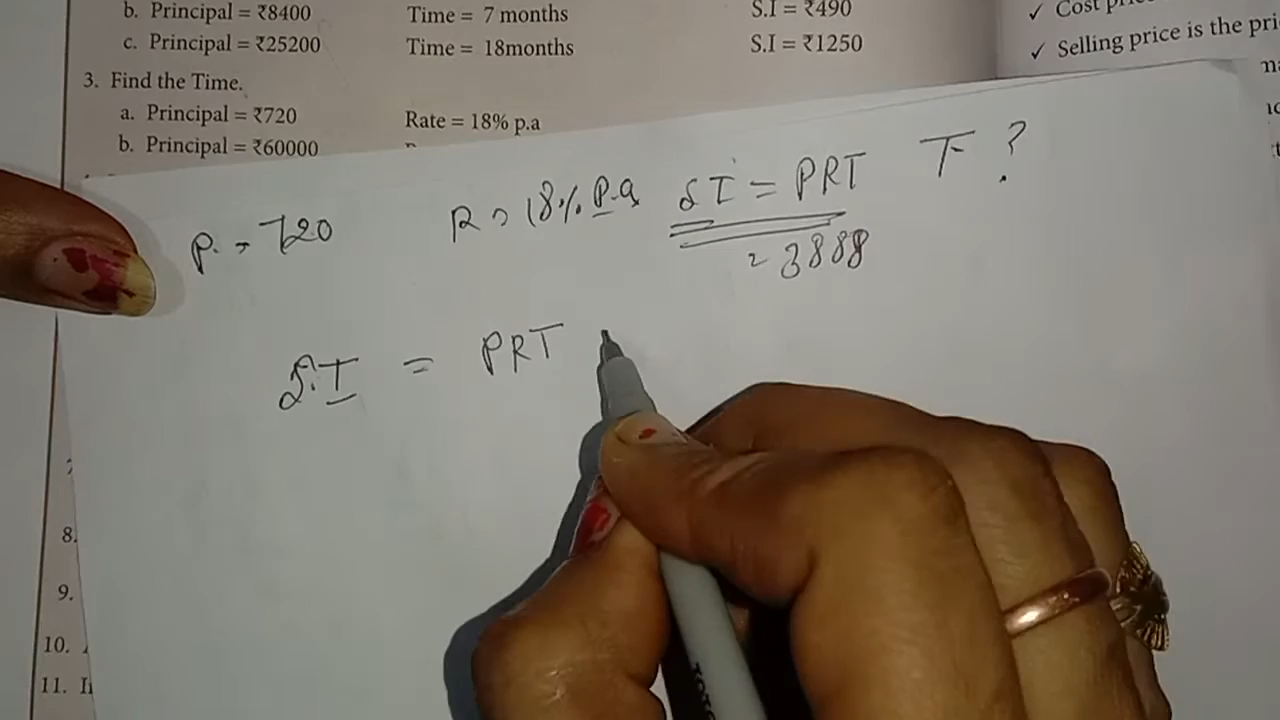 b. Principal = ₹8400 Time = 7 months S.I = ₹490
c. Principal = ₹25200 Time = 18months S.I = ₹1250
3. Find the Time.
a. Principal = ₹720 Rate = 18% p.a
b. Principal = ₹60000
✓ Cost
✓ Selling price is the
P = 720 R = 18% P.a SI = PRT T ?
= 3888
S.I = PRT
8.
9.
10.
11.